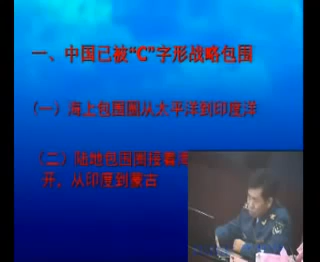 一、中国已被“C”字形战略包围
（一）海上包围圈从太平洋到印度洋
（二）陆地包围圈接着
开，从印度到蒙古